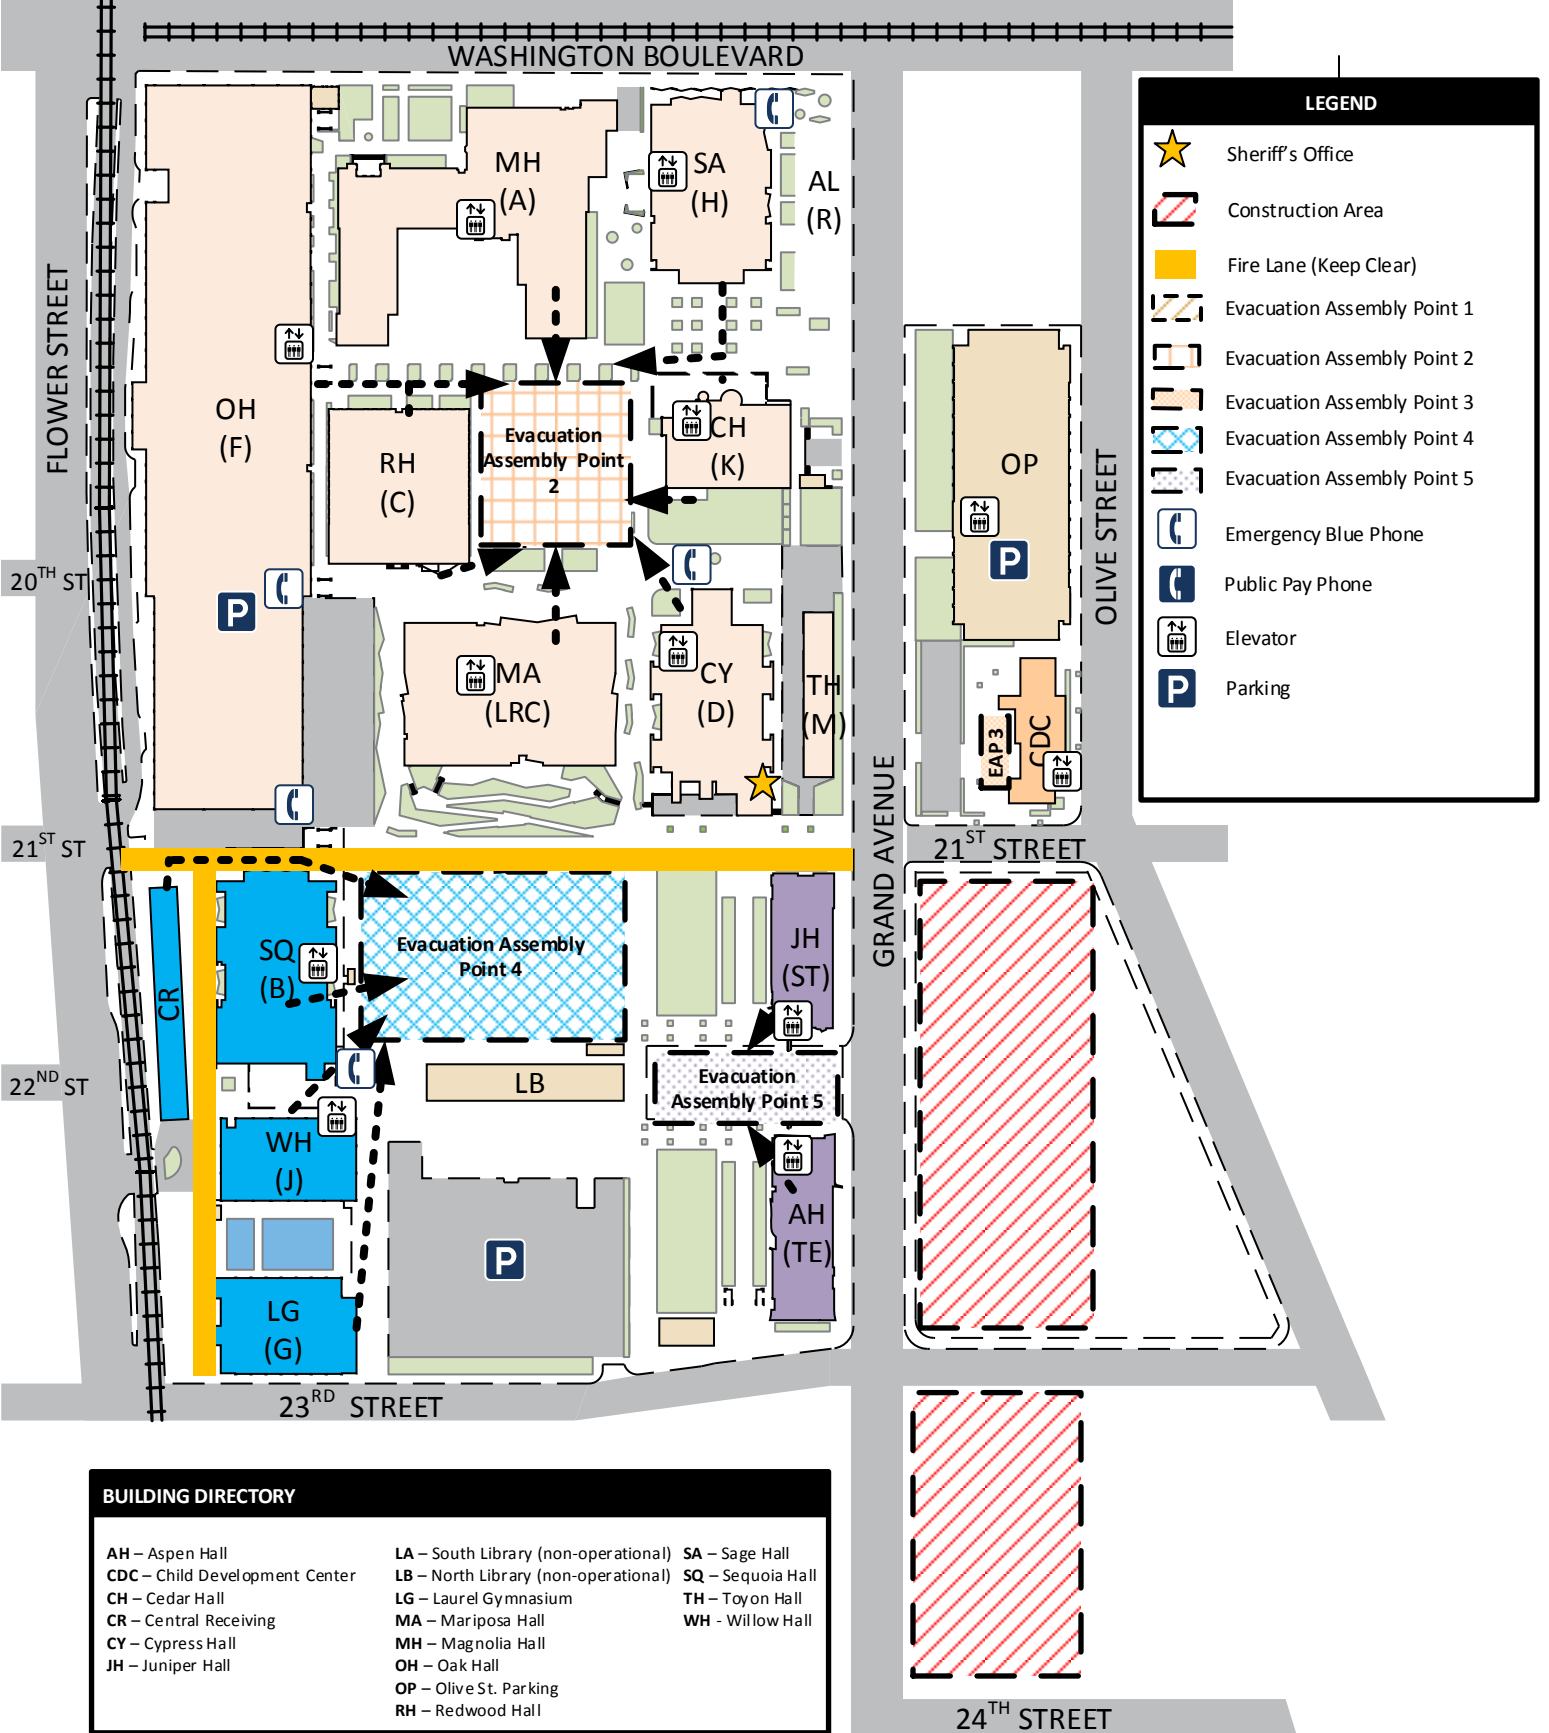 WASHINGTON BOULEVARD
FLOWER STREET
MH
(A)
SA
(H)
AL
(R)
OH
(F)
RH
(C)
Evacuation
Assembly Point
2
CH
(K)
OP
OLIVE STREET
20TH ST
P
P
MA
(LRC)
CY
(D)
TH
(M)
EAP 3
CDC
21ST ST
GRAND AVENUE
21ST STREET
CR
SQ
(B)
Evacuation Assembly
Point 4
JH
(ST)
22ND ST
LB
Evacuation
Assembly Point 5
WH
(J)
AH
(TE)
P
LG
(G)
23RD STREET
24TH STREET
LEGEND
Sheriff's Office
Construction Area
Fire Lane (Keep Clear)
Evacuation Assembly Point 1
Evacuation Assembly Point 2
Evacuation Assembly Point 3
Evacuation Assembly Point 4
Evacuation Assembly Point 5
Emergency Blue Phone
Public Pay Phone
Elevator
P Parking
BUILDING DIRECTORY
AH – Aspen Hall
CDC – Child Development Center
CH – Cedar Hall
CR – Central Receiving
CY – Cypress Hall
JH – Juniper Hall
LA – South Library (non-operational)
LB – North Library (non-operational)
LG – Laurel Gymnasium
MA – Mariposa Hall
MH – Magnolia Hall
OH – Oak Hall
OP – Olive St. Parking
RH – Redwood Hall
SA – Sage Hall
SQ – Sequoia Hall
TH – Toyon Hall
WH - Willow Hall